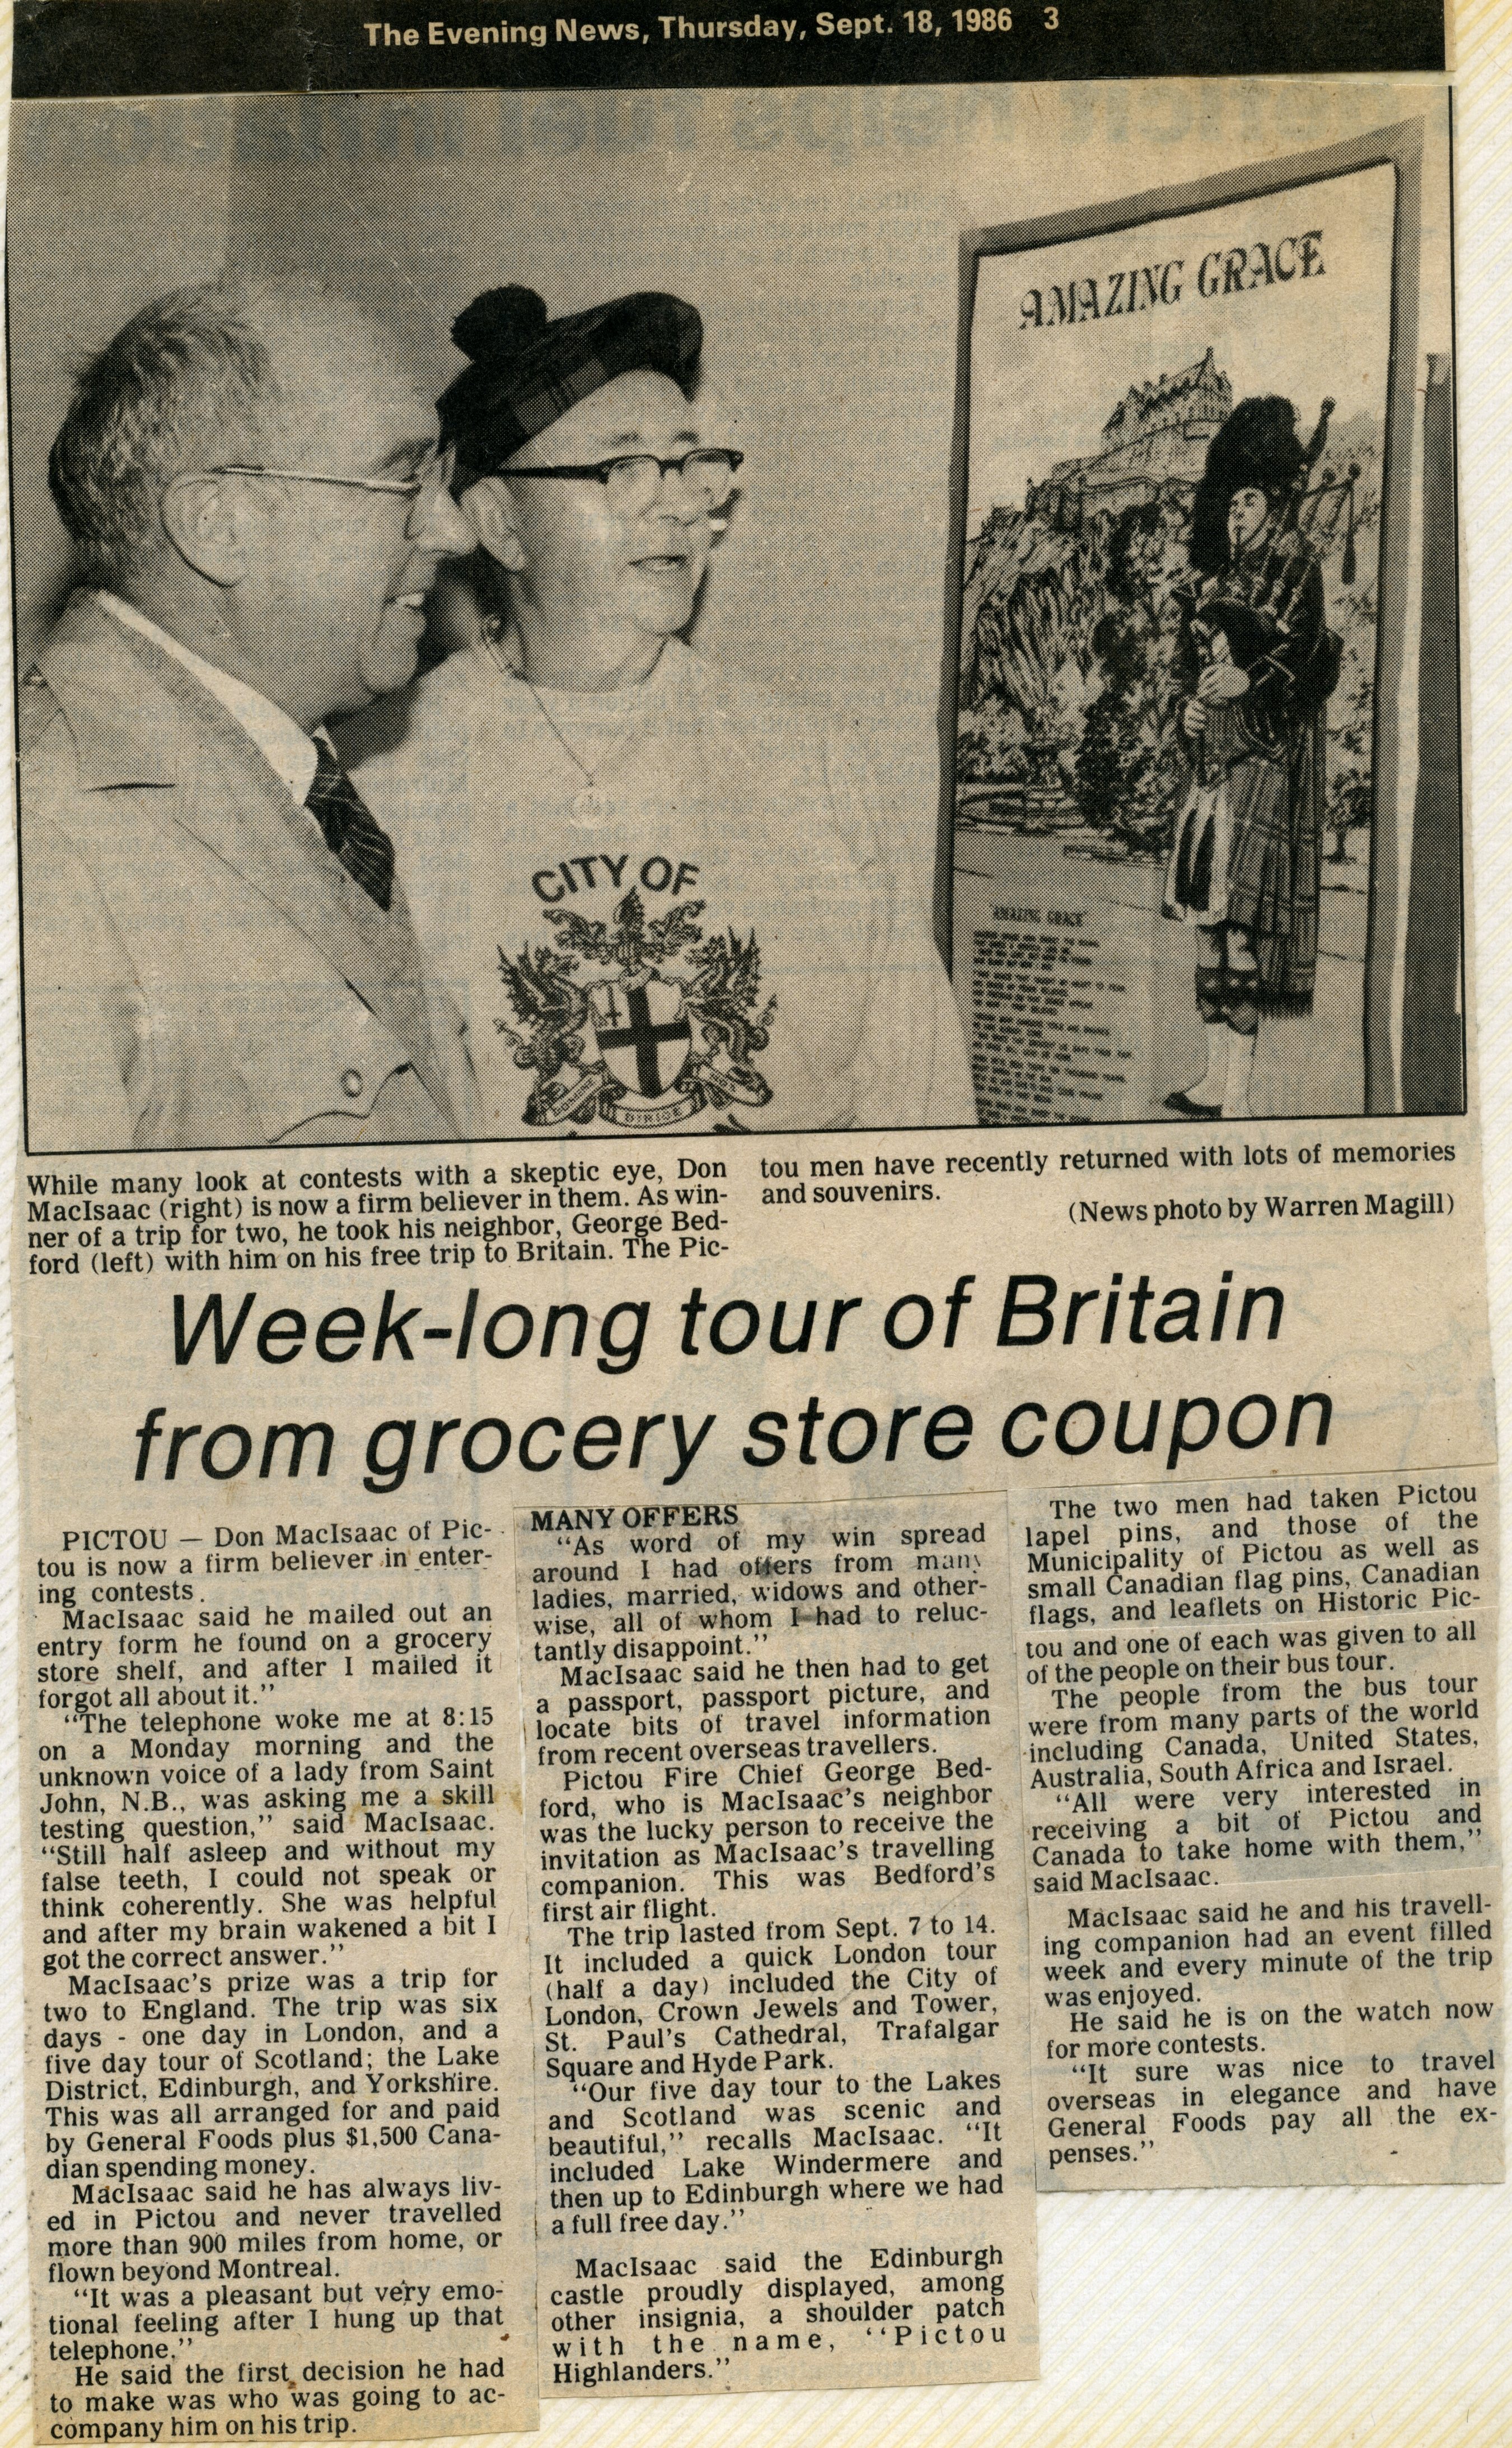 The Evening News, Thursday, Sept. 18, 1986 3
AMAZING GRACE
"AMAZING GRACE"
CITY OF
DOMINE
DIRIGE
NOS
While many look at contests with a skeptic eye, Don
MacIsaac (right) is now a firm believer in them. As win-
ner of a trip for two, he took his neighbor, George Bed-
ford (left) with him on his free trip to Britain. The Pic-
tou men have recently returned with lots of memories
and souvenirs.
(News photo by Warren Magill)
Week-long tour of Britain
from grocery store coupon
PICTOU — Don MacIsaac of Pic-
tou is now a firm believer in enter-
ing contests.
MacIsaac said he mailed out an
entry form he found on a grocery
store shelf, and after I mailed it
forgot all about it."
"The telephone woke me at 8:15
on a Monday morning and the
unknown voice of a lady from Saint
John, N.B., was asking me a skill
testing question," said MacIsaac.
"Still half asleep and without my
false teeth, I could not speak or
think coherently. She was helpful
and after my brain wakened a bit I
got the correct answer."
MacIsaac's prize was a trip for
two to England. The trip was six
days - one day in London, and a
five day tour of Scotland; the Lake
District, Edinburgh, and Yorkshire.
This was all arranged for and paid
by General Foods plus $1,500 Cana-
dian spending money.
MacIsaac said he has always liv-
ed in Pictou and never travelled
more than 900 miles from home, or
flown beyond Montreal.
"It was a pleasant but very emo-
tional feeling after I hung up that
telephone."
He said the first decision he had
to make was who was going to ac-
company him on his trip.
MANY OFFERS
"As word of my win spread
around I had offers from many
ladies, married, widows and other-
wise, all of whom I had to reluc-
tantly disappoint."
MacIsaac said he then had to get
a passport, passport picture, and
locate bits of travel information
from recent overseas travellers.
Pictou Fire Chief George Bed-
ford, who is MacIsaac's neighbor
was the lucky person to receive the
invitation as MacIsaac's travelling
companion. This was Bedford's
first air flight.
The trip lasted from Sept. 7 to 14.
It included a quick London tour
(half a day) included the City of
London, Crown Jewels and Tower,
St. Paul's Cathedral, Trafalgar
Square and Hyde Park.
"Our five day tour to the Lakes
and Scotland was scenic and
beautiful," recalls MacIsaac. "It
included Lake Windermere and
then up to Edinburgh where we had
a full free day."
MacIsaac said the Edinburgh
castle proudly displayed, among
other insignia, a shoulder patch
with the name, "Pictou
Highlanders."
The two men had taken Pictou
lapel pins, and those of the
Municipality of Pictou as well as
small Canadian flag pins, Canadian
flags, and leaflets on Historic Pic-
tou and one of each was given to all
of the people on their bus tour.
The people from the bus tour
were from many parts of the world
including Canada, United States,
Australia, South Africa and Israel.
"All were very interested in
receiving a bit of Pictou and
Canada to take home with them,"
said MacIsaac.
MacIsaac said he and his travell-
ing companion had an event filled
week and every minute of the trip
was enjoyed.
He said he is on the watch now
for more contests.
"It sure was nice to travel
overseas in elegance and have
General Foods pay all the ex-
penses."